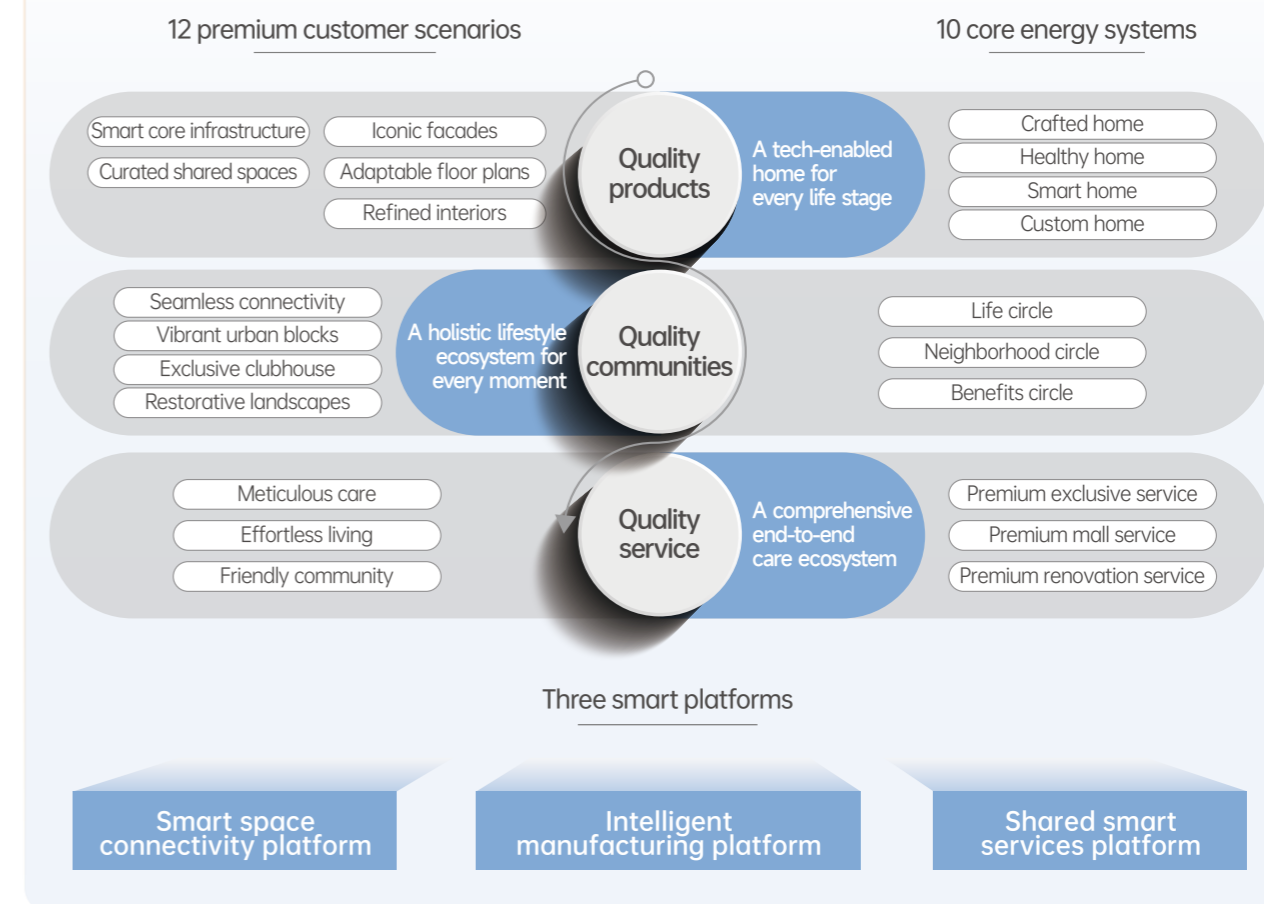 12 premium customer scenarios
10 core energy systems
Smart core infrastructure
Curated shared spaces
Iconic facades
Adaptable floor plans
Refined interiors
Quality
products
A tech-enabled
home for
every life stage
Crafted home
Healthy home
Smart home
Custom home
Seamless connectivity
Vibrant urban blocks
Exclusive clubhouse
Restorative landscapes
A holistic lifestyle
ecosystem for
every moment
Quality
communities
Life circle
Neighborhood circle
Benefits circle
Meticulous care
Effortless living
Friendly community
Quality
service
A comprehensive
end-to-end
care ecosystem
Premium exclusive service
Premium mall service
Premium renovation service
Three smart platforms
Smart space
connectivity platform
Intelligent
manufacturing platform
Shared smart
services platform